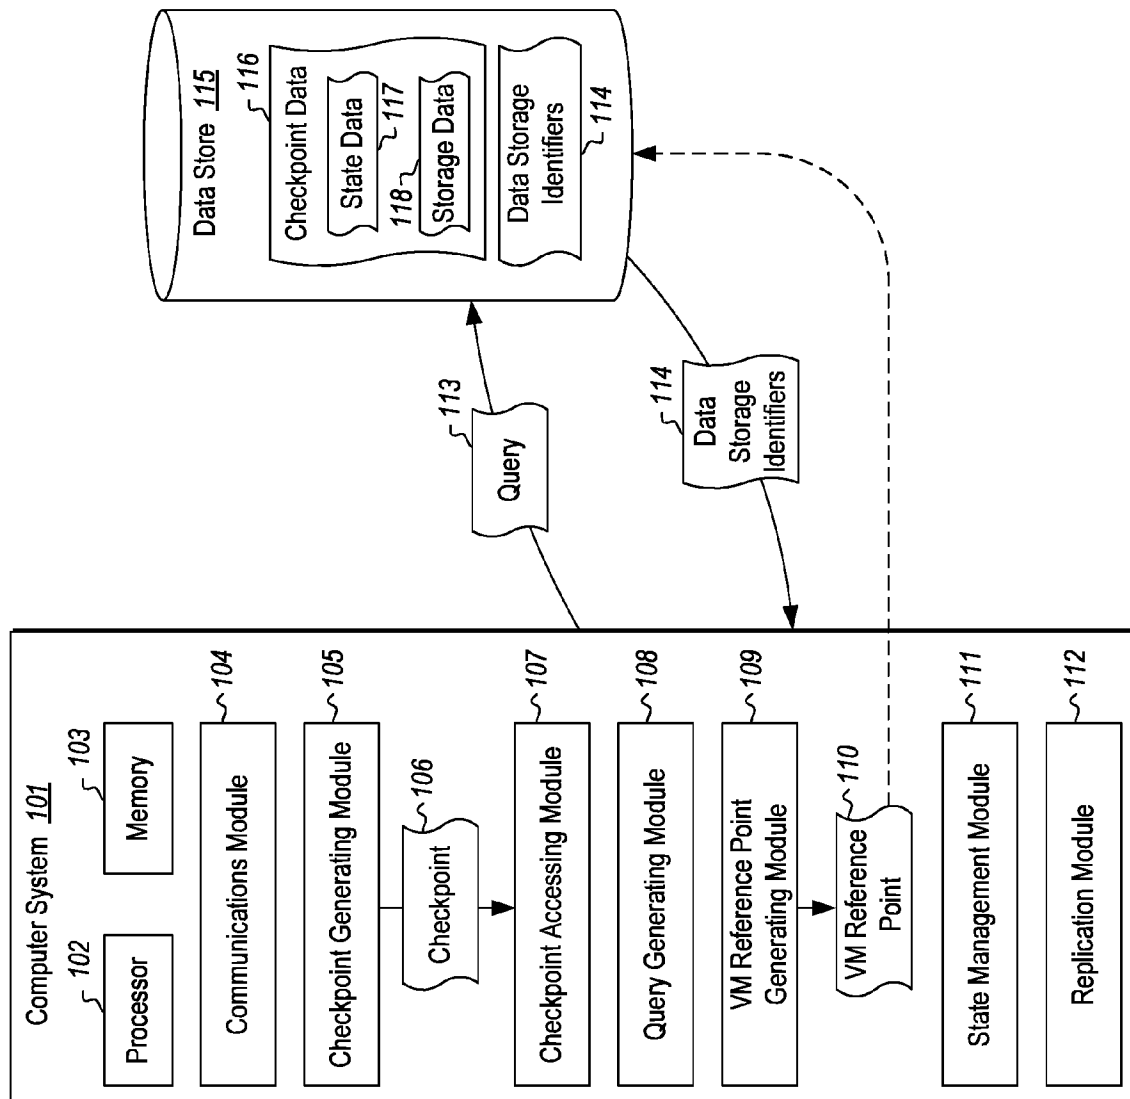 Computer System 101
102
Processor
103
Memory
104
Communications Module
105
Checkpoint Generating Module
106
Checkpoint
107
Checkpoint Accessing Module
108
Query Generating Module
109
VM Reference Point
Generating Module
110
VM Reference
Point
111
State Management Module
112
Replication Module
113
Query
114
Data
Storage
Identifiers
Data Store 115
116
Checkpoint Data
State Data
117
118
Storage Data
Data Storage
Identifiers
114